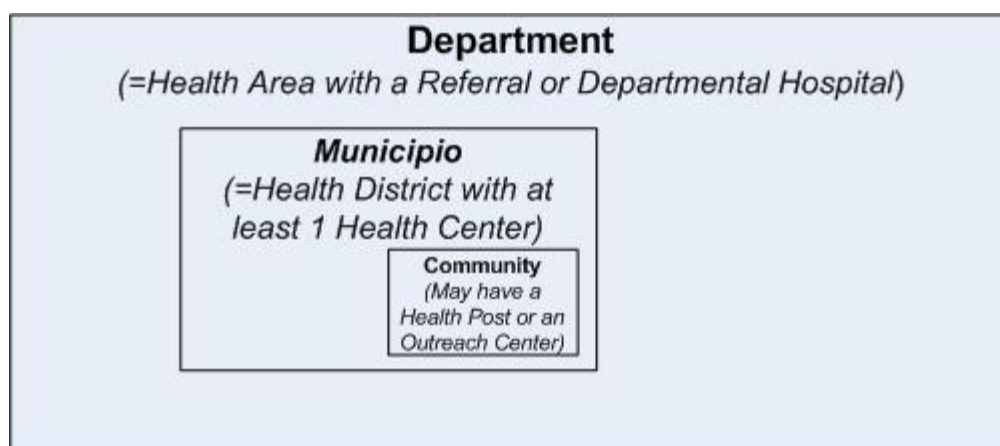 Department
(=Health Area with a Referral or Departmental Hospital)
Municipio
(=Health District with at
least 1 Health Center)
Community
(May have a
Health Post or an
Outreach Center)